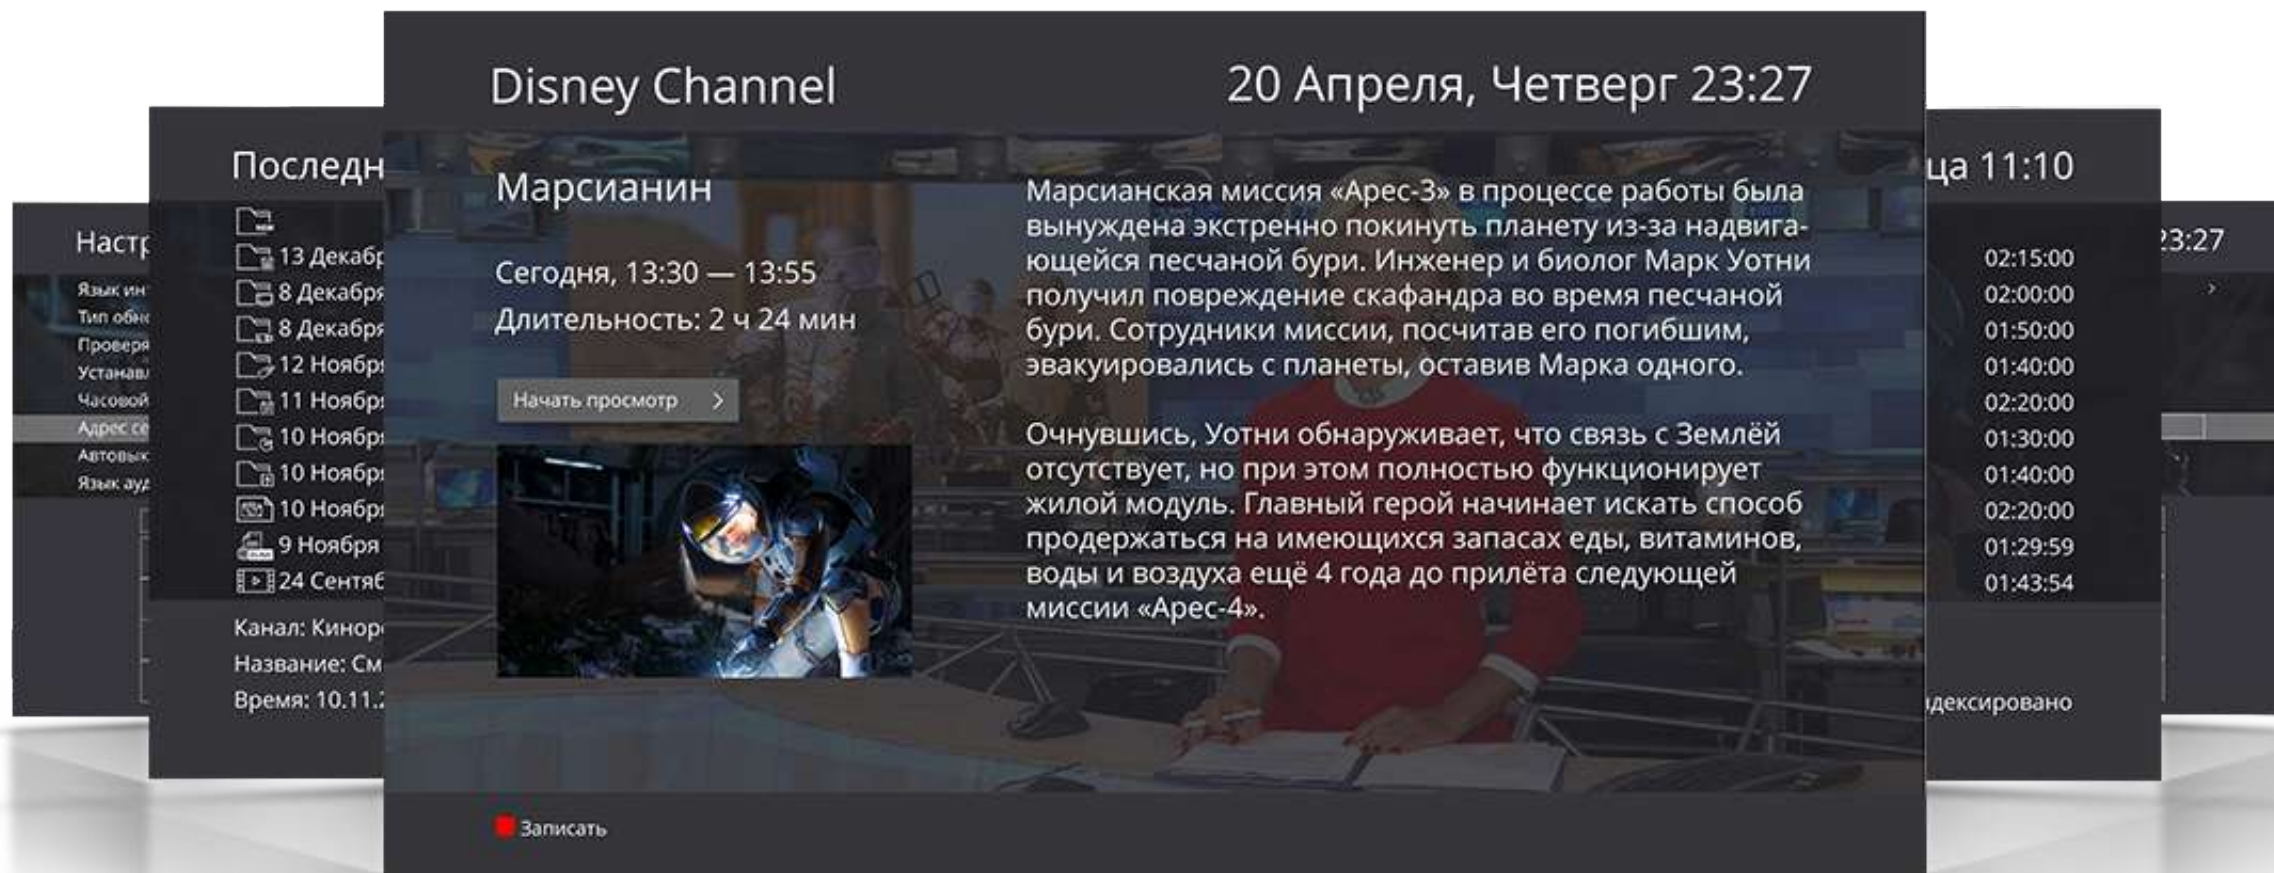 Disney Channel
20 Апреля, Четверг 23:27
Марсианин
Сегодня, 13:30 — 13:55
Длительность: 2 ч 24 мин
Начать просмотр
Марсианская миссия «Арес-3» в процессе работы была
вынуждена экстренно покинуть планету из-за надвига-
ющейся песчаной бури. Инженер и биолог Марк Уотни
получил повреждение скафандра во время песчаной
бури. Сотрудники миссии, посчитав его погибшим,
эвакуировались с планеты, оставив Марка одного.
Очнувшись, Уотни обнаруживает, что связь с Землёй
отсутствует, но при этом полностью функционирует
жилой модуль. Главный герой начинает искать способ
продержаться на имеющихся запасах еды, витаминов,
воды и воздуха ещё 4 года до прилёта следующей
миссии «Арес-4».
Записать
Последн
13 Декабр
8 Декабря
8 Декабря
12 Ноябр
11 Ноябр
10 Ноябр
10 Ноябр
10 Ноябр
9 Ноября
24 Сентяб
Канал: Кинор
Название: См
Время: 10.11.
ца 11:10
02:15:00
02:00:00
01:50:00
01:40:00
02:20:00
01:30:00
01:40:00
02:20:00
01:29:59
01:43:54
дексировано
Настр
Язык ин
Тип обно
Проверя
Устанав
Часовой
Адрес се
Автовык
Язык ауд
23:27